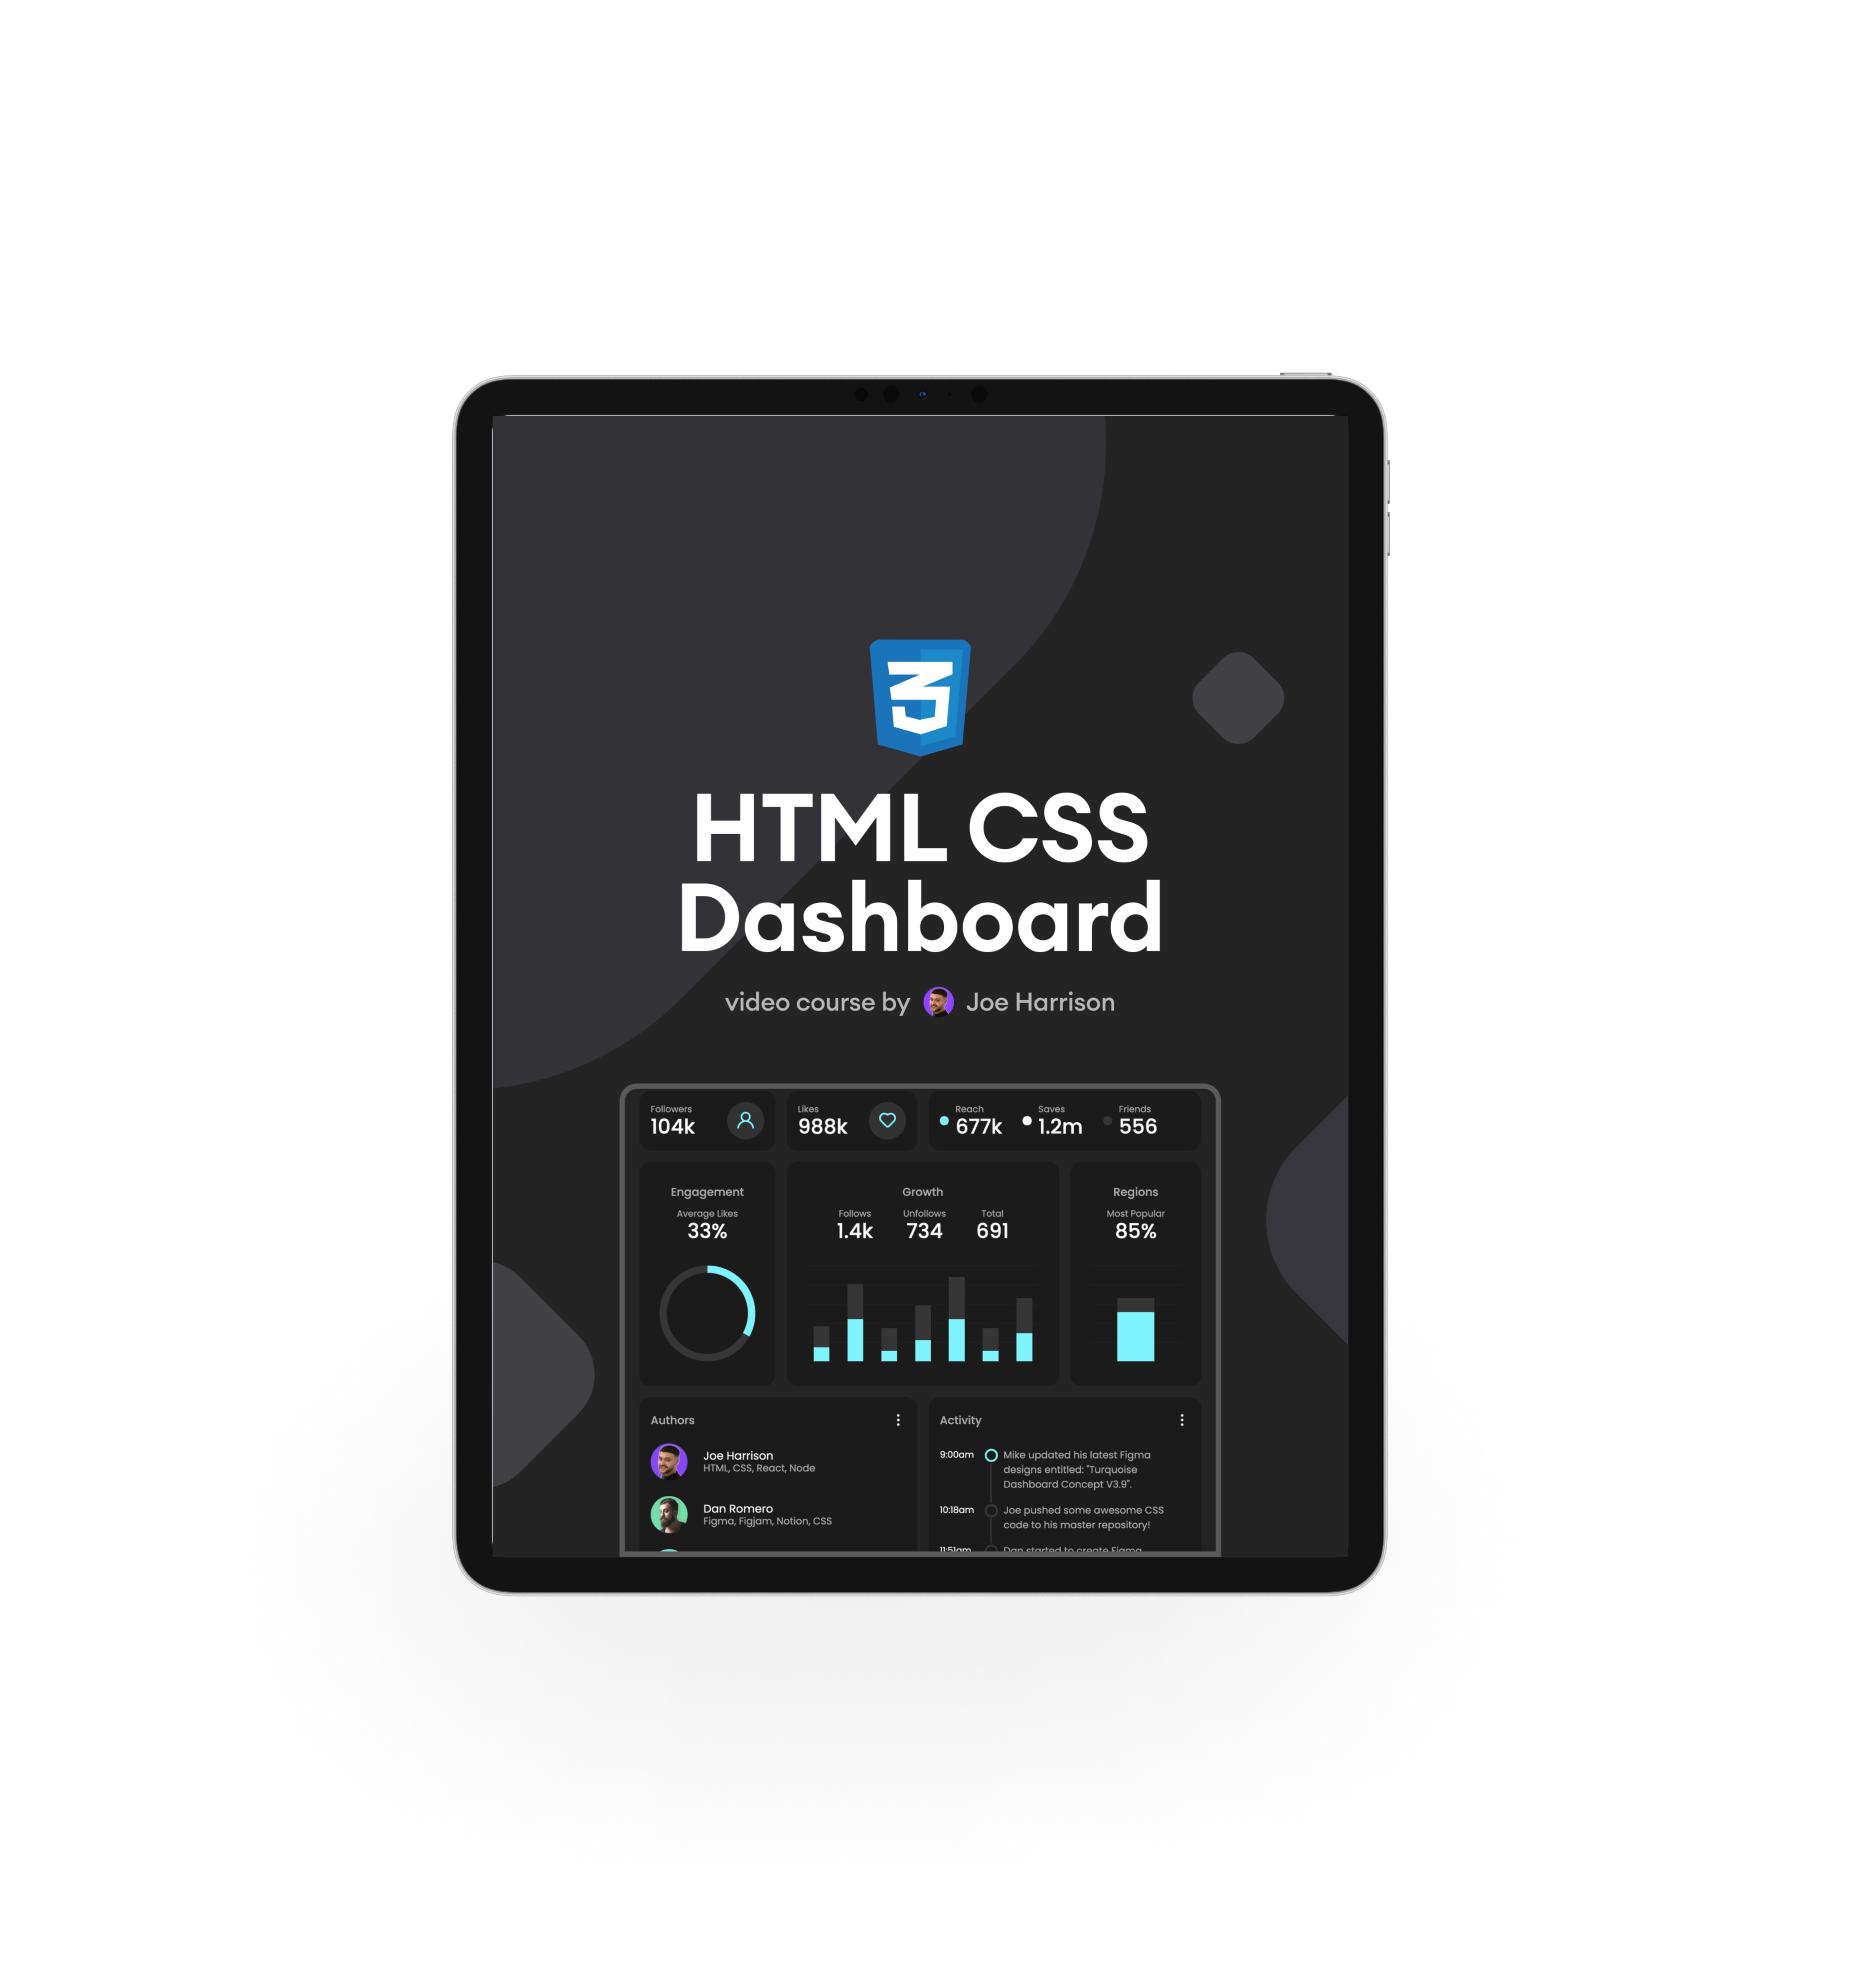 HTML CSS
Dashboard
video course by Joe Harrison
Followers
104k
Likes
988k
Reach
677k
Saves
1.2m
Friends
556
Engagement
Average Likes
33%
Growth
Follows
1.4k
Unfollows
734
Total
691
Regions
Most Popular
85%
Authors
Joe Harrison
HTML, CSS, React, Node
Dan Romero
Figma, Figjam, Notion, CSS
Activity
9:00am
Mike updated his latest Figma
designs entitled: "Turquoise
Dashboard Concept V3.9".
10:18am
Joe pushed some awesome CSS
code to his master repository!
11:51am
Dan started to create Figma